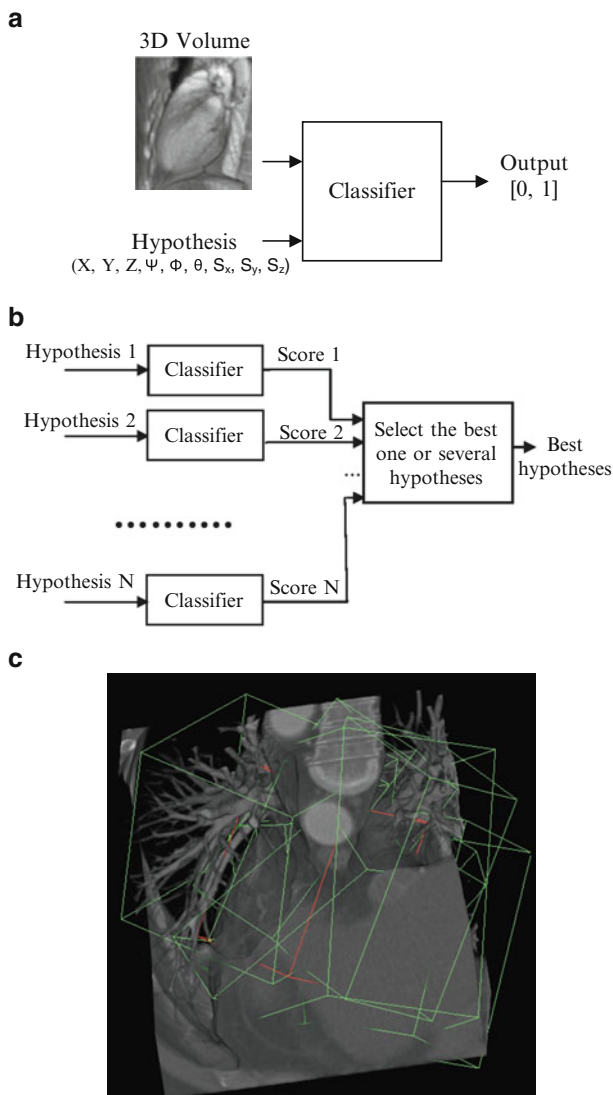 a
3D Volume
Classifier
Output
[0, 1]
Hypothesis
(X, Y, Z, Ψ, Φ, θ, Sx, Sy, Sz)
b
Hypothesis 1
Classifier
Score 1
Hypothesis 2
Classifier
Score 2
...
Select the best
one or several
hypotheses
Best
hypotheses
Hypothesis N
Classifier
Score N
c